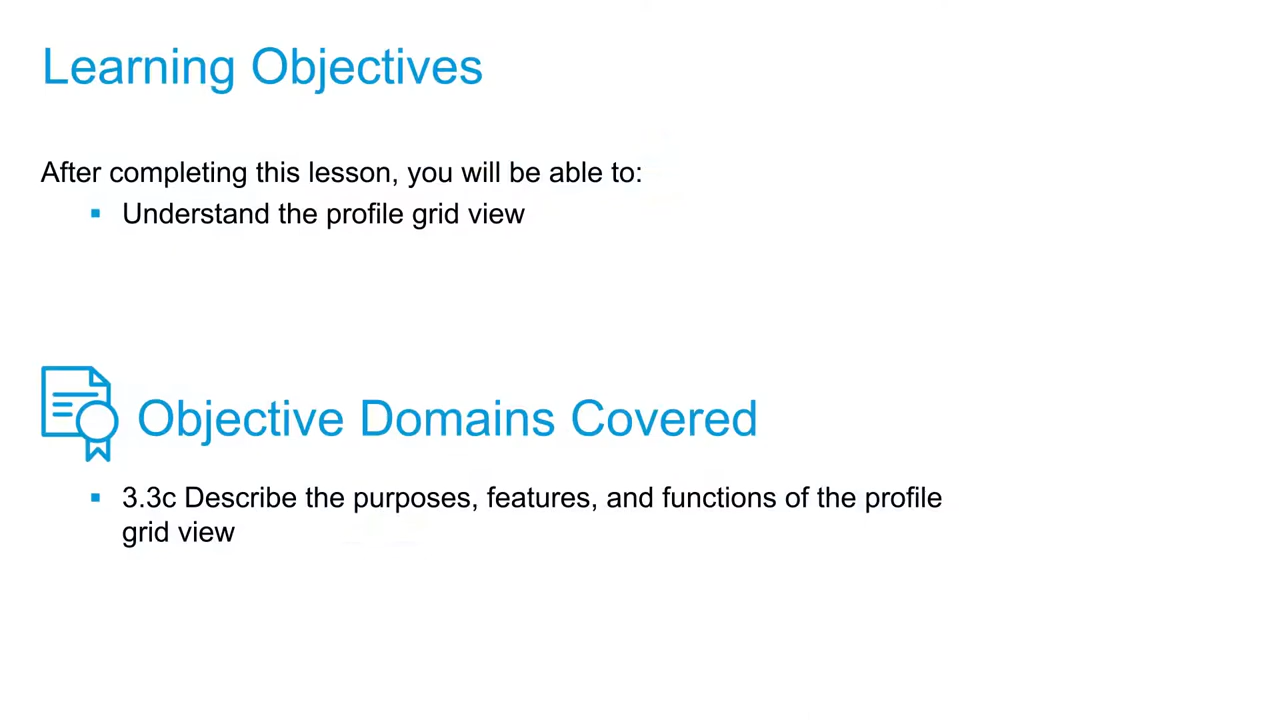 Learning Objectives
After completing this lesson, you will be able to:
Understand the profile grid view
Objective Domains Covered
3.3c Describe the purposes, features, and functions of the profile
grid view